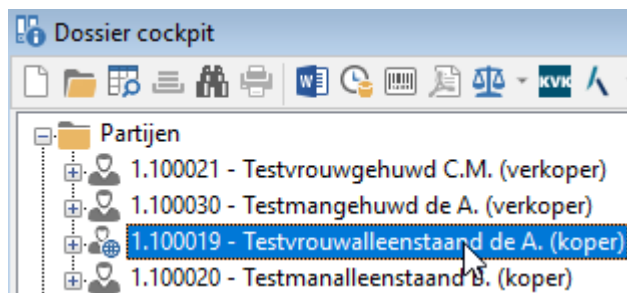 Dossier cockpit
W KVK
Partijen
1.100021 - Testvrouwgehuwd C.M. (verkoper)
1.100030 - Testmangehuwd de A. (verkoper)
1.100019 - Testvrouwalleenstaand de A. (koper)
1.100020 - Testmanalleenstaand B. (koper)